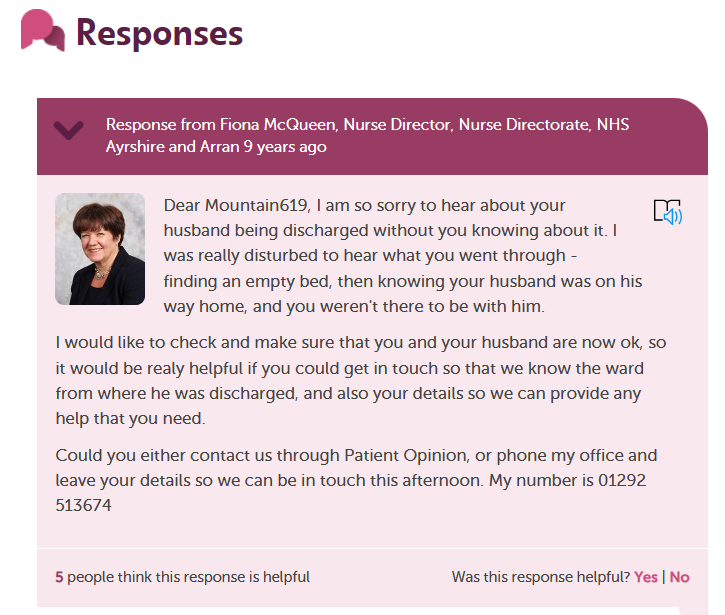 Responses
Response from Fiona McQueen, Nurse Director, Nurse Directorate, NHS
Ayrshire and Arran 9 years ago
Dear Mountain619, I am so sorry to hear about your
husband being discharged without you knowing about it. I
was really disturbed to hear what you went through -
finding an empty bed, then knowing your husband was on his
way home, and you weren't there to be with him.
I would like to check and make sure that you and your husband are now ok, so
it would be realy helpful if you could get in touch so that we know the ward
from where he was discharged, and also your details so we can provide any
help that you need.
Could you either contact us through Patient Opinion, or phone my office and
leave your details so we can be in touch this afternoon. My number is 01292
513674
5 people think this response is helpful
Was this response helpful? Yes | No